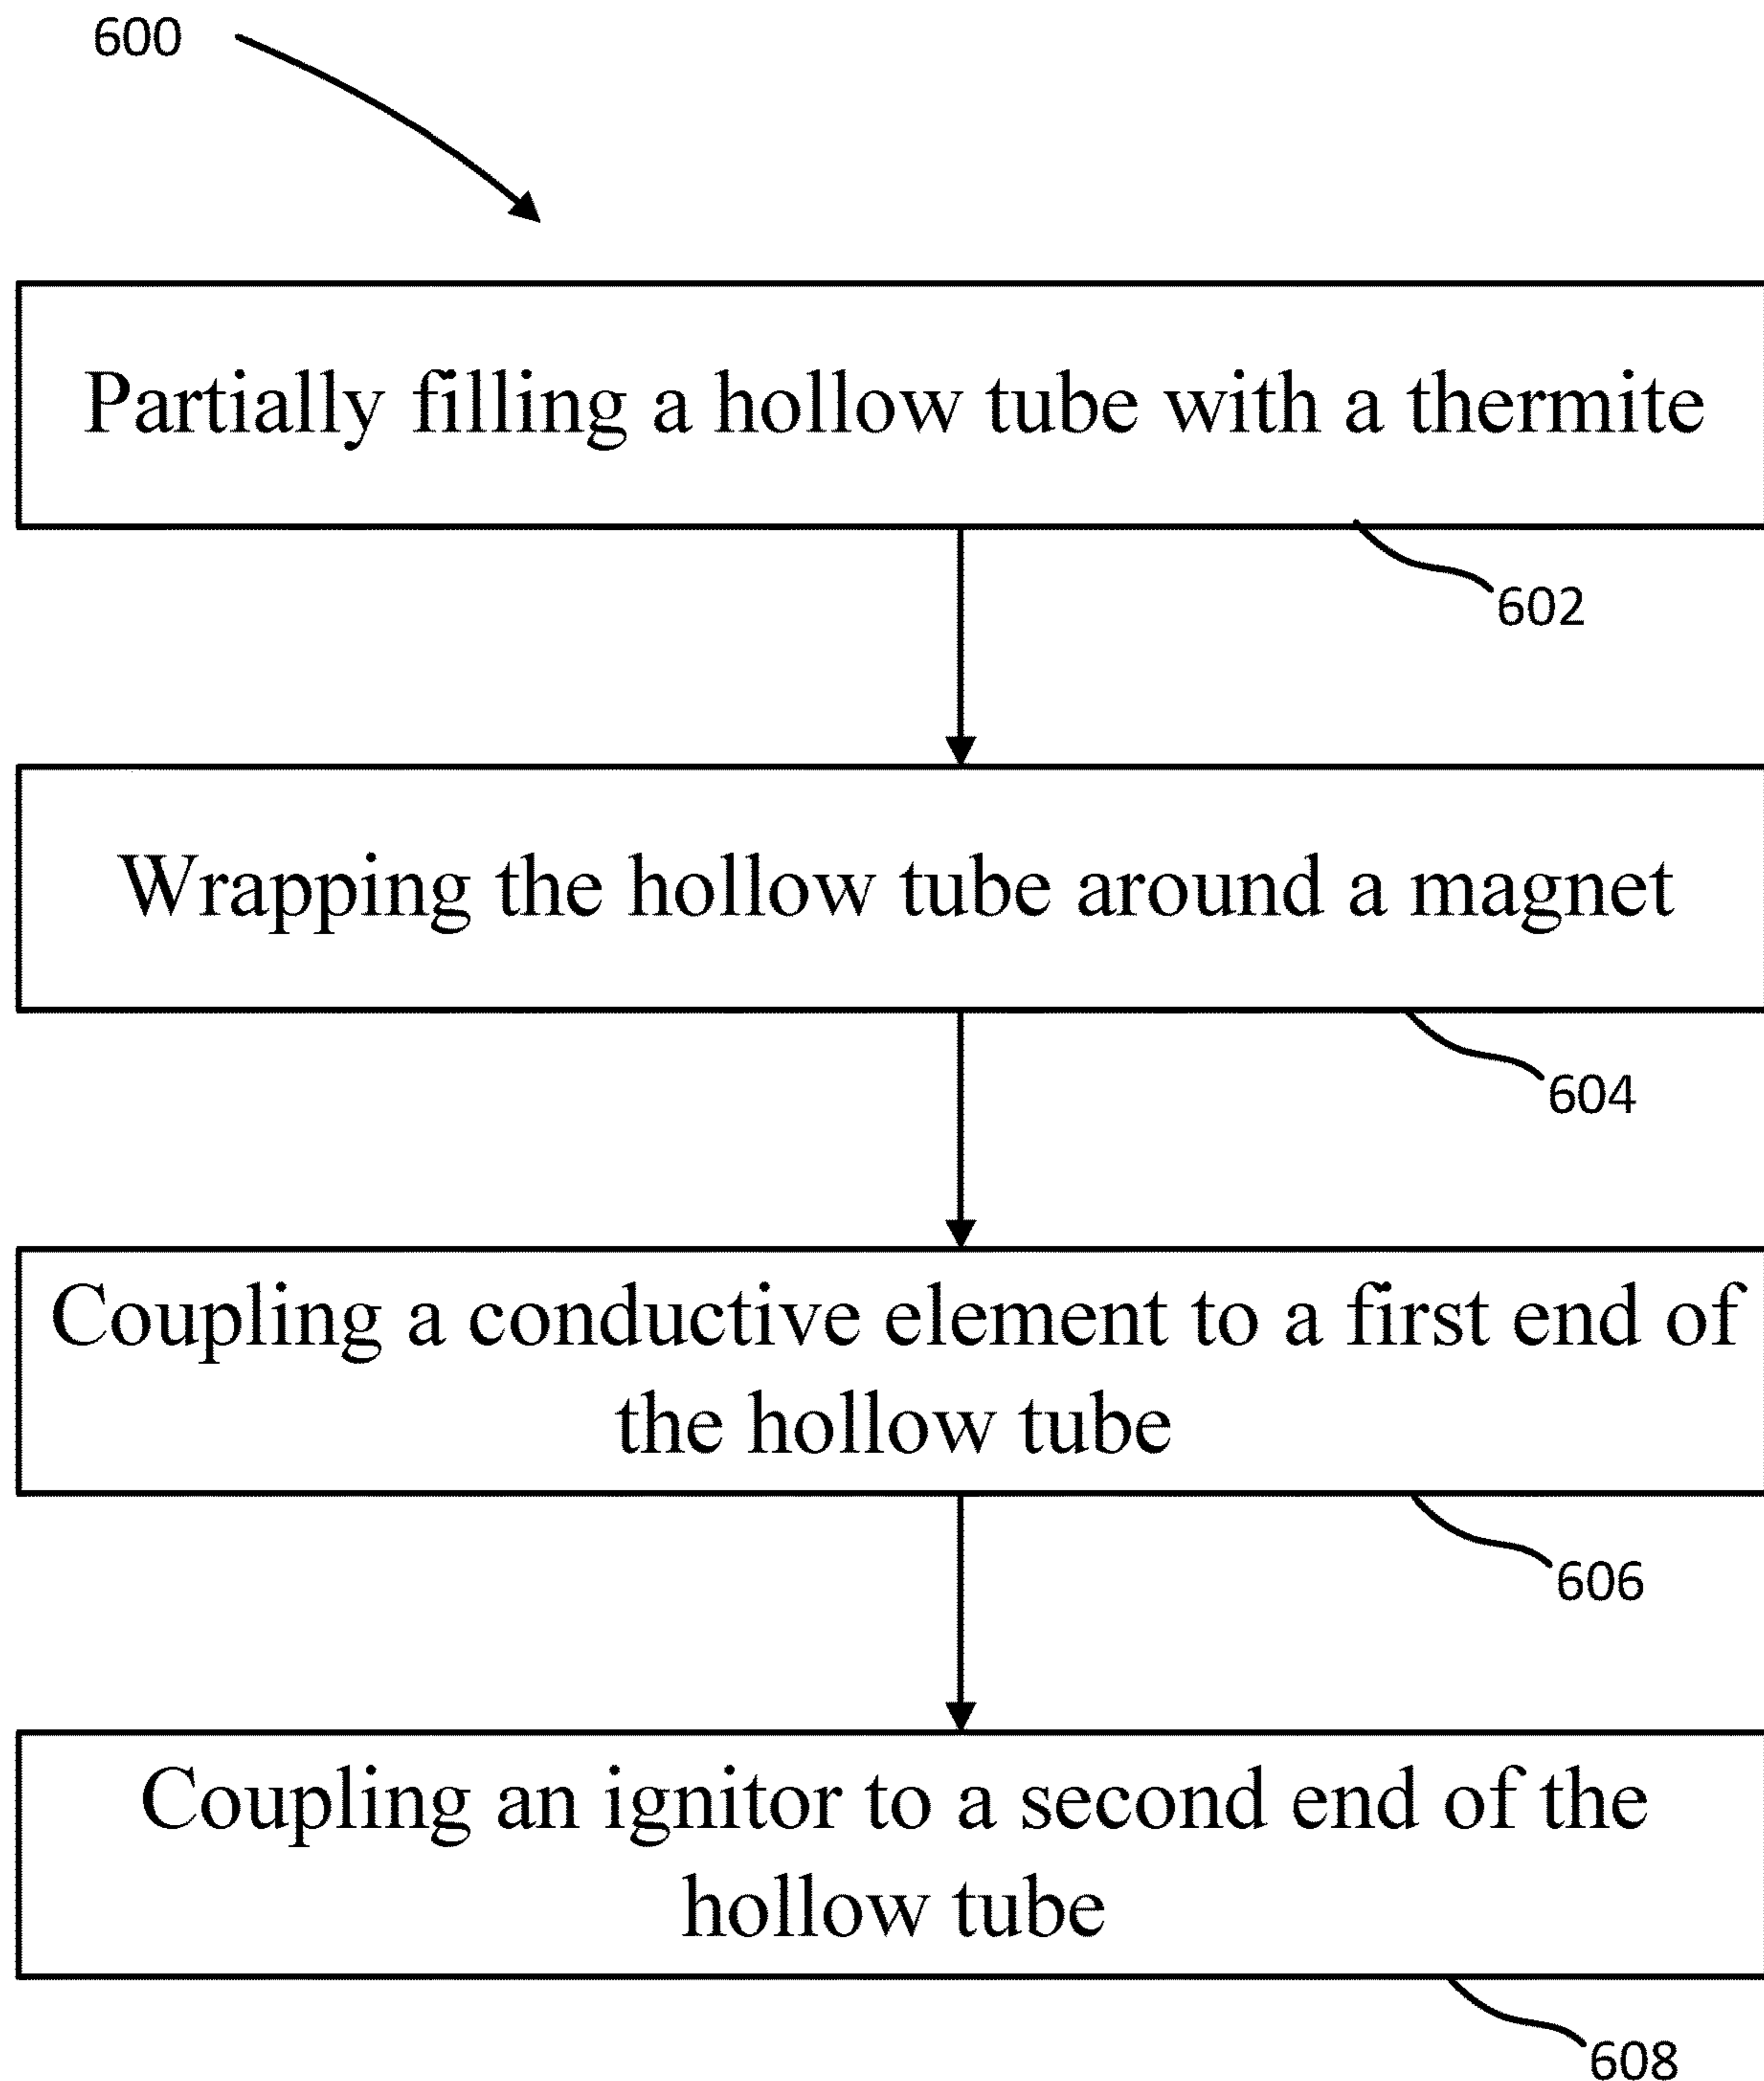 600
Partially filling a hollow tube with a thermite
602
Wrapping the hollow tube around a magnet
604
Coupling a conductive element to a first end of
the hollow tube
606
Coupling an ignitor to a second end of the
hollow tube
608